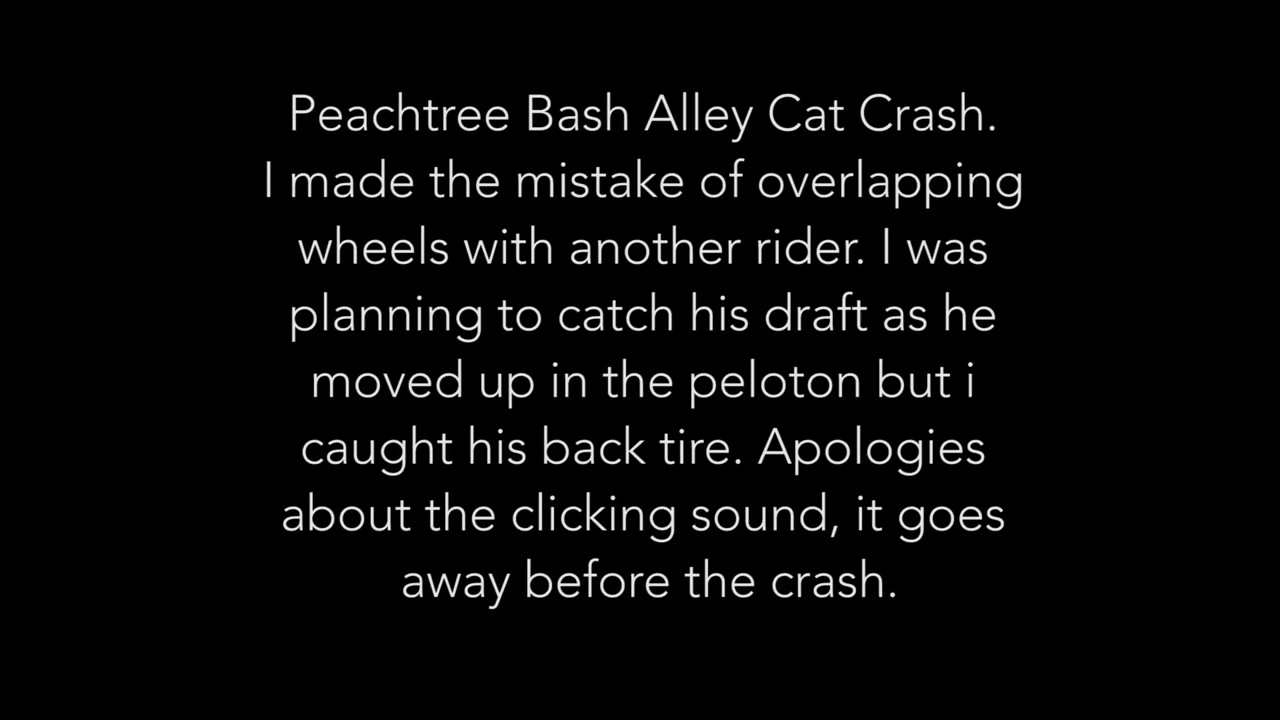 Peachtree Bash Alley Cat Crash.
I made the mistake of overlapping
wheels with another rider. I was
planning to catch his draft as he
moved up in the peloton but i
caught his back tire. Apologies
about the clicking sound, it goes
away before the crash.